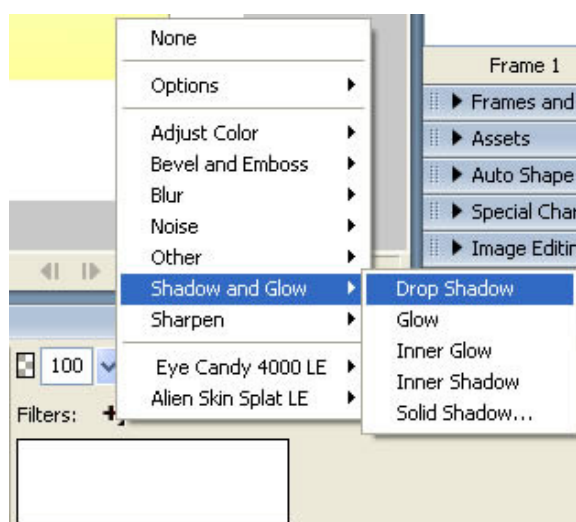 None
Options
Adjust Color
Bevel and Emboss
Blur
Noise
Other
Shadow and Glow
Sharpen
Eye Candy 4000 LE
Alien Skin Splat LE
Drop Shadow
Glow
Inner Glow
Inner Shadow
Solid Shadow...
Frame 1
Frames and
Assets
Auto Shape
Special Char
Image Editin
100
Filters: